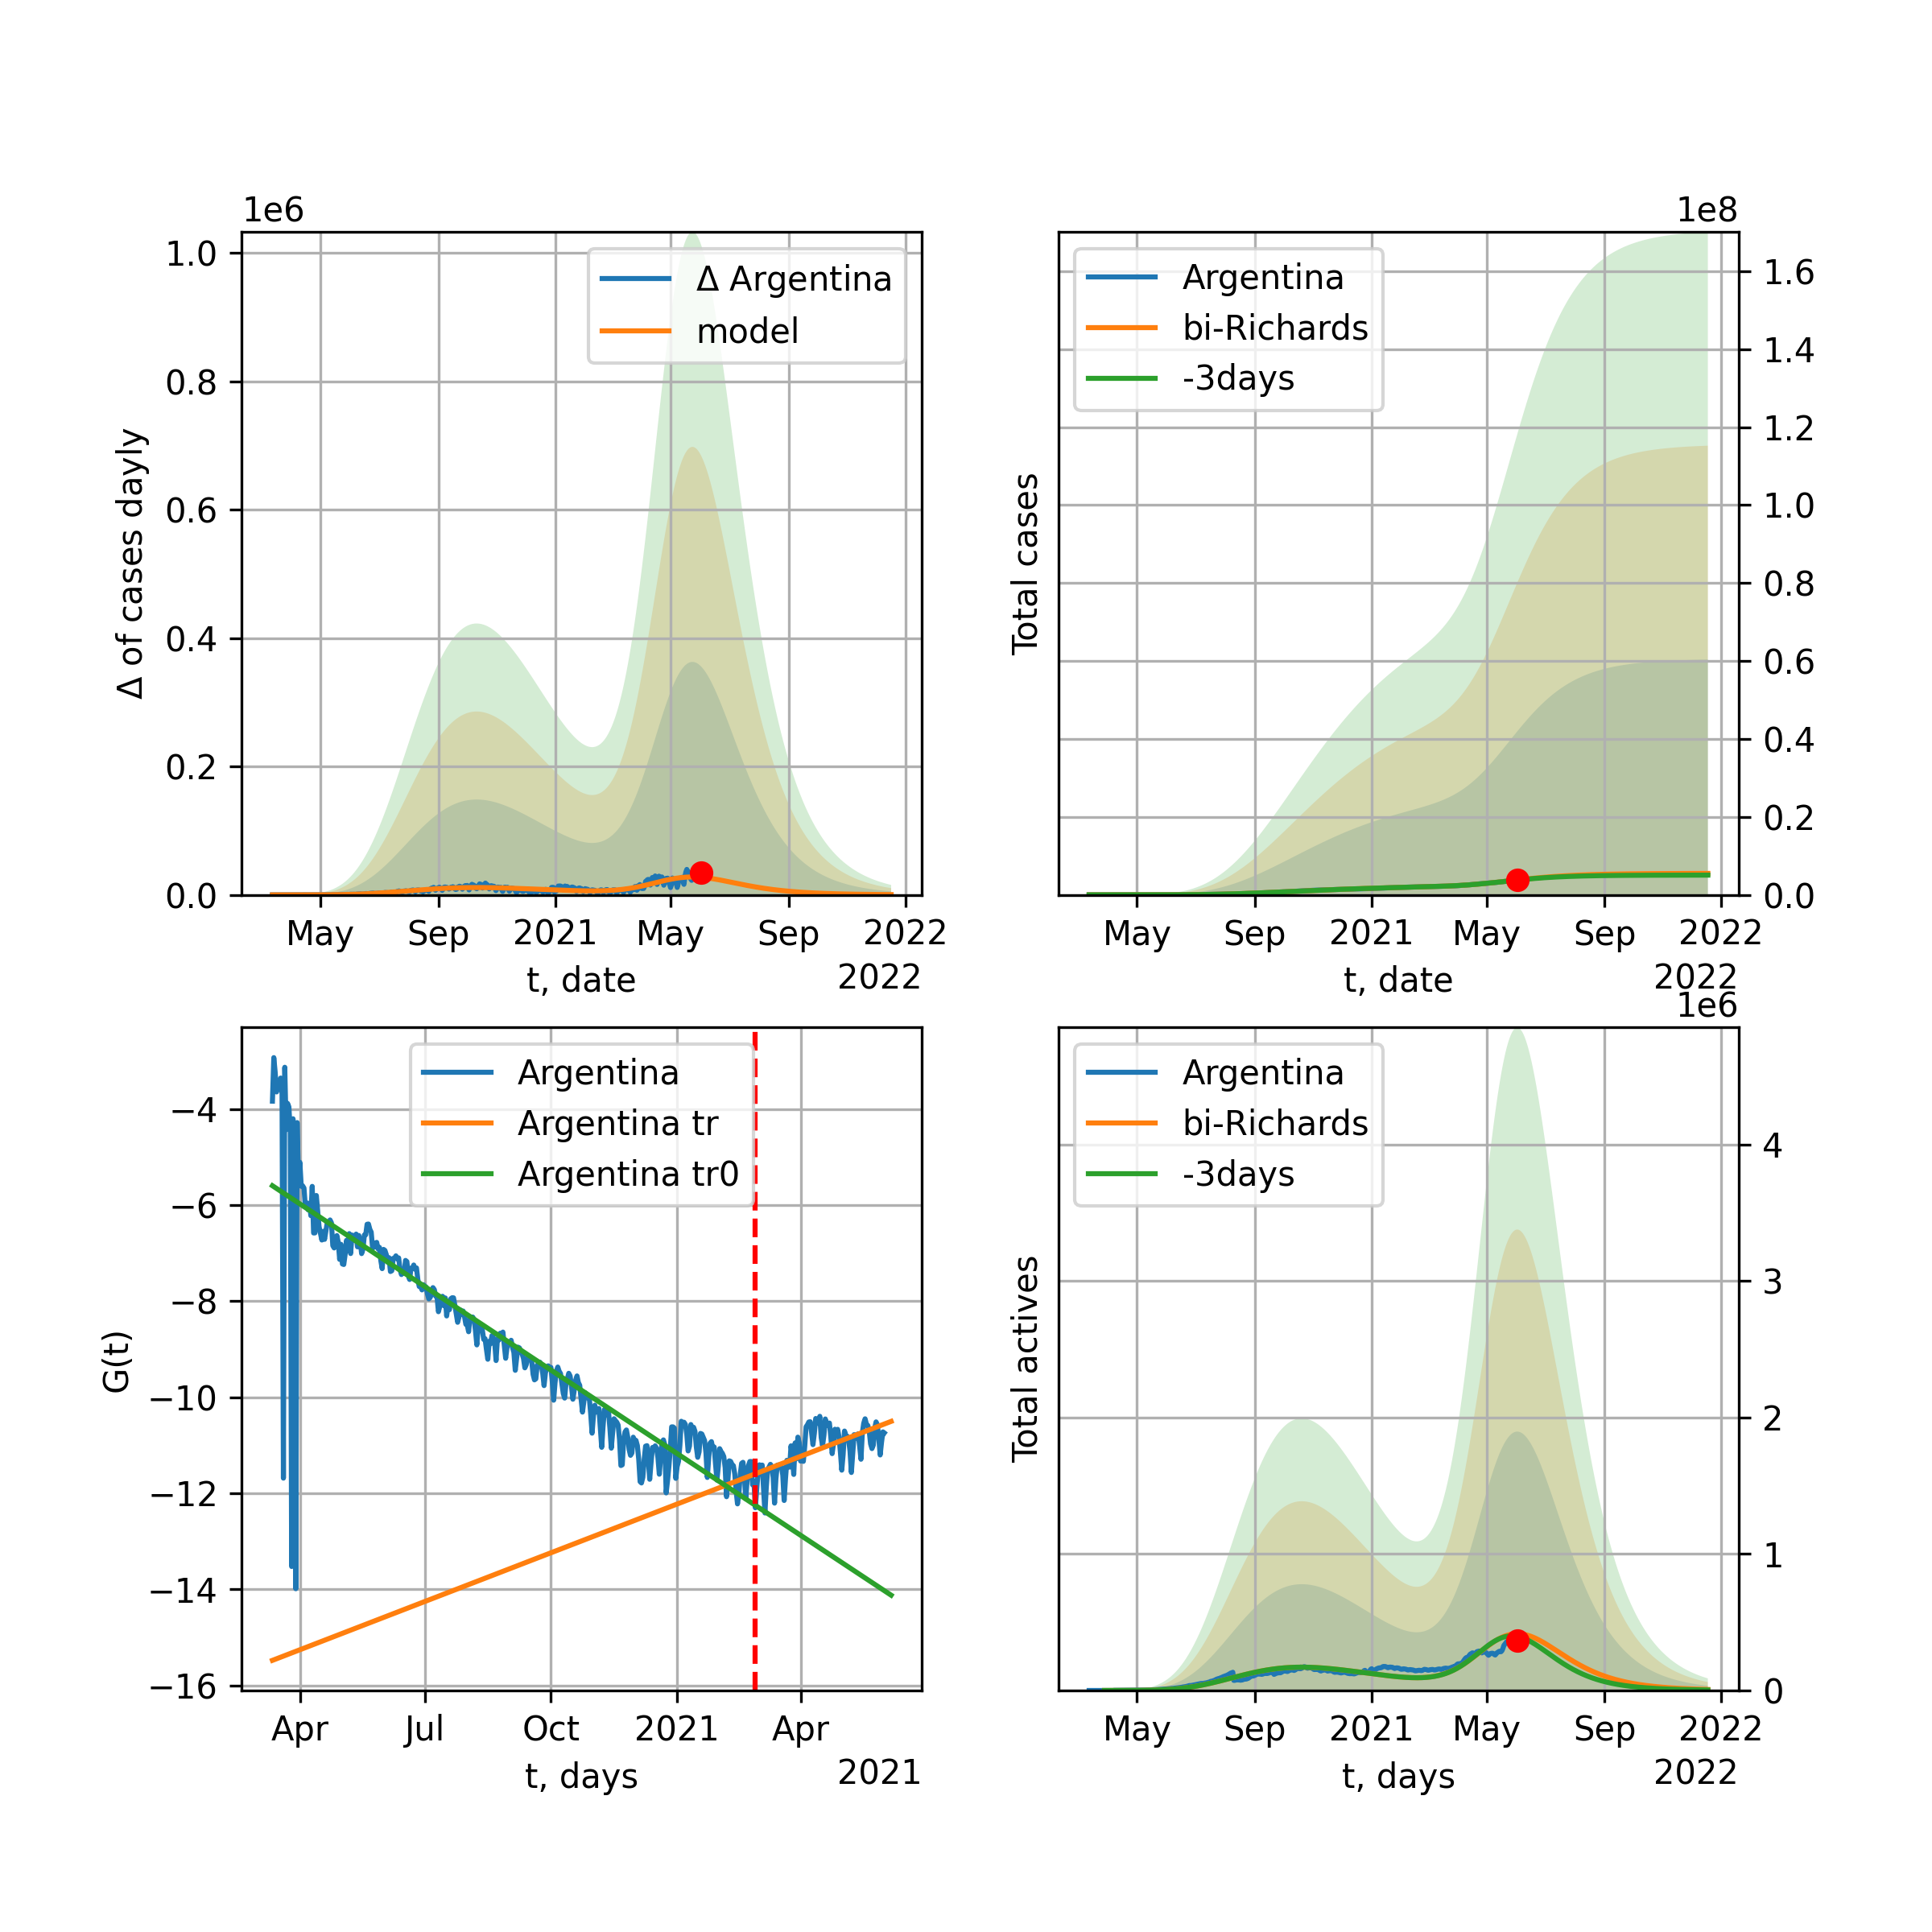 1e6
1.0
0.8
0.6
0.4
0.2
0.0
Δ of cases dayly
Δ Argentina
model
May Sep 2021 May Sep 2022
t, date
2022
1e8
1.6
1.4
1.2
1.0
0.8
0.6
0.4
0.2
0.0
Total cases
Argentina
bi-Richards
-3days
May Sep 2021 May Sep 2022
t, date
2022
−4
−6
−8
−10
−12
−14
−16
G(t)
Argentina
Argentina tr
Argentina tr0
Apr Jul Oct 2021 Apr
t, days
2021
1e6
4
3
2
1
0
Total actives
Argentina
bi-Richards
-3days
May Sep 2021 May Sep 2022
t, days
2022